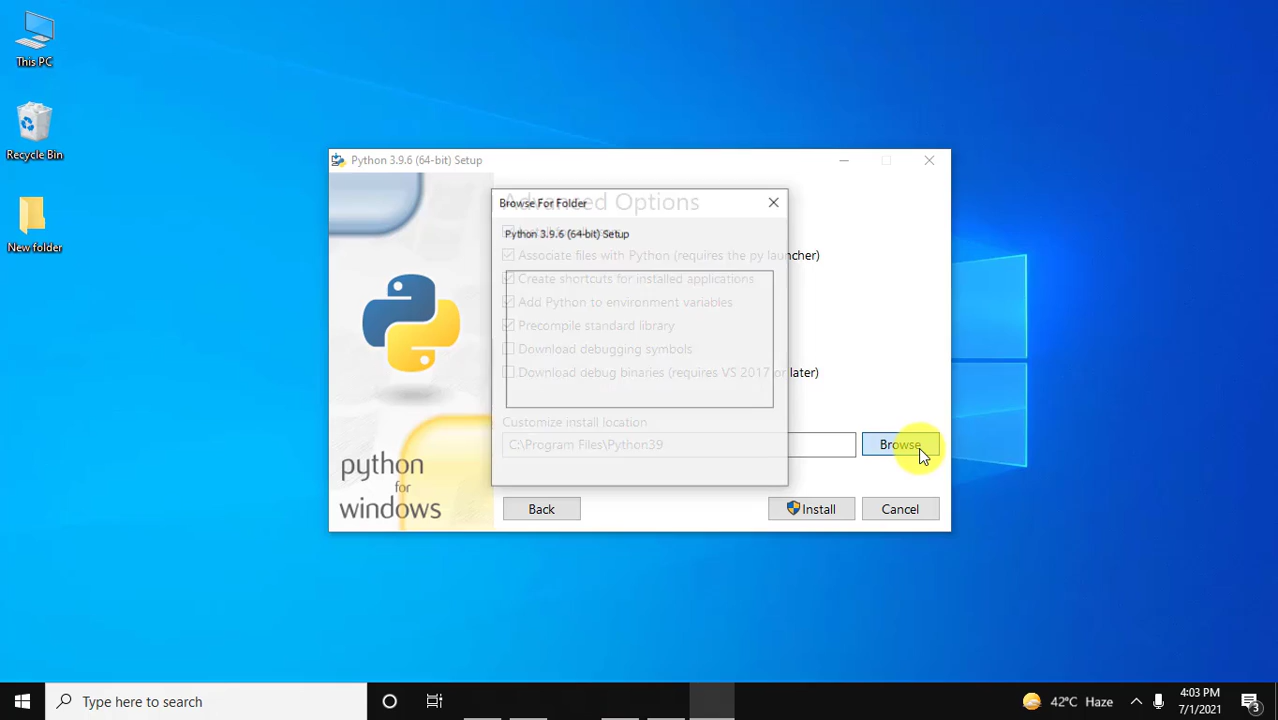 This PC
Recycle Bin
New folder
Python 3.9.6 (64-bit) Setup
Advanced Options
Browse For Folder
Python 3.9.6 (64-bit) Setup
Associate files with Python (requires the py launcher)
Create shortcuts for installed applications
Add Python to environment variables
Precompile standard library
Download debugging symbols
Download debug binaries (requires VS 2017 or later)
Customize install location
C:\Program Files\Python39
Browse
python
for
windows
Back
Install
Cancel
Type here to search
42°C Haze
4:03 PM
7/1/2021
3